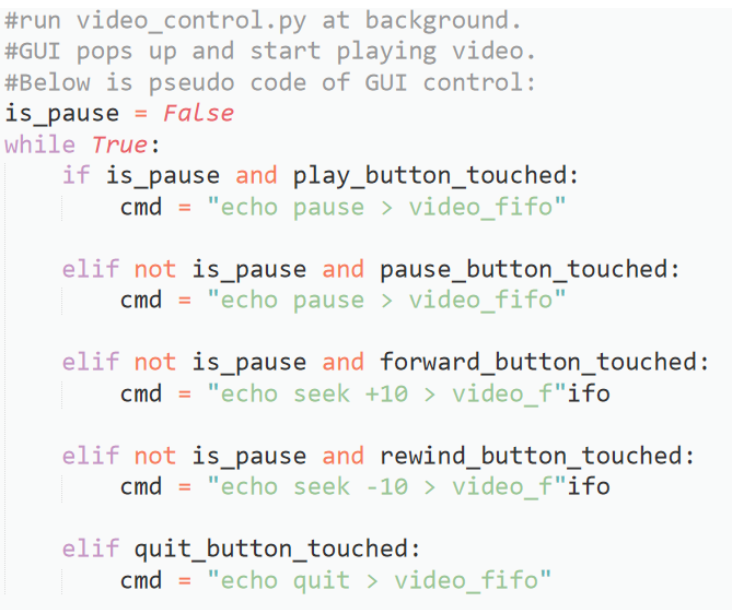 #run video_control.py at background.
#GUI pops up and start playing video.
#Below is pseudo code of GUI control:
is_pause = False
while True:
if is_pause and play_button_touched:
cmd = "echo pause > video_fifo"
elif not is_pause and pause_button_touched:
cmd = "echo pause > video_fifo"
elif not is_pause and forward_button_touched:
cmd = "echo seek +10 > video_f"ifo
elif not is_pause and rewind_button_touched:
cmd = "echo seek -10 > video_f"ifo
elif quit_button_touched:
cmd = "echo quit > video_fifo"